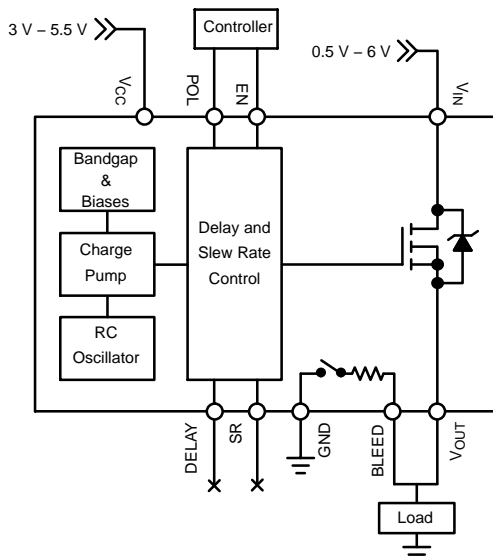 3 V – 5.5 V
Controller
0.5 V – 6 V
VCC
POL
EN
VIN
Bandgap
&
Biases
Charge
Pump
RC
Oscillator
Delay and
Slew Rate
Control
DELAY
SR
GND
BLEED
VOUT
Load